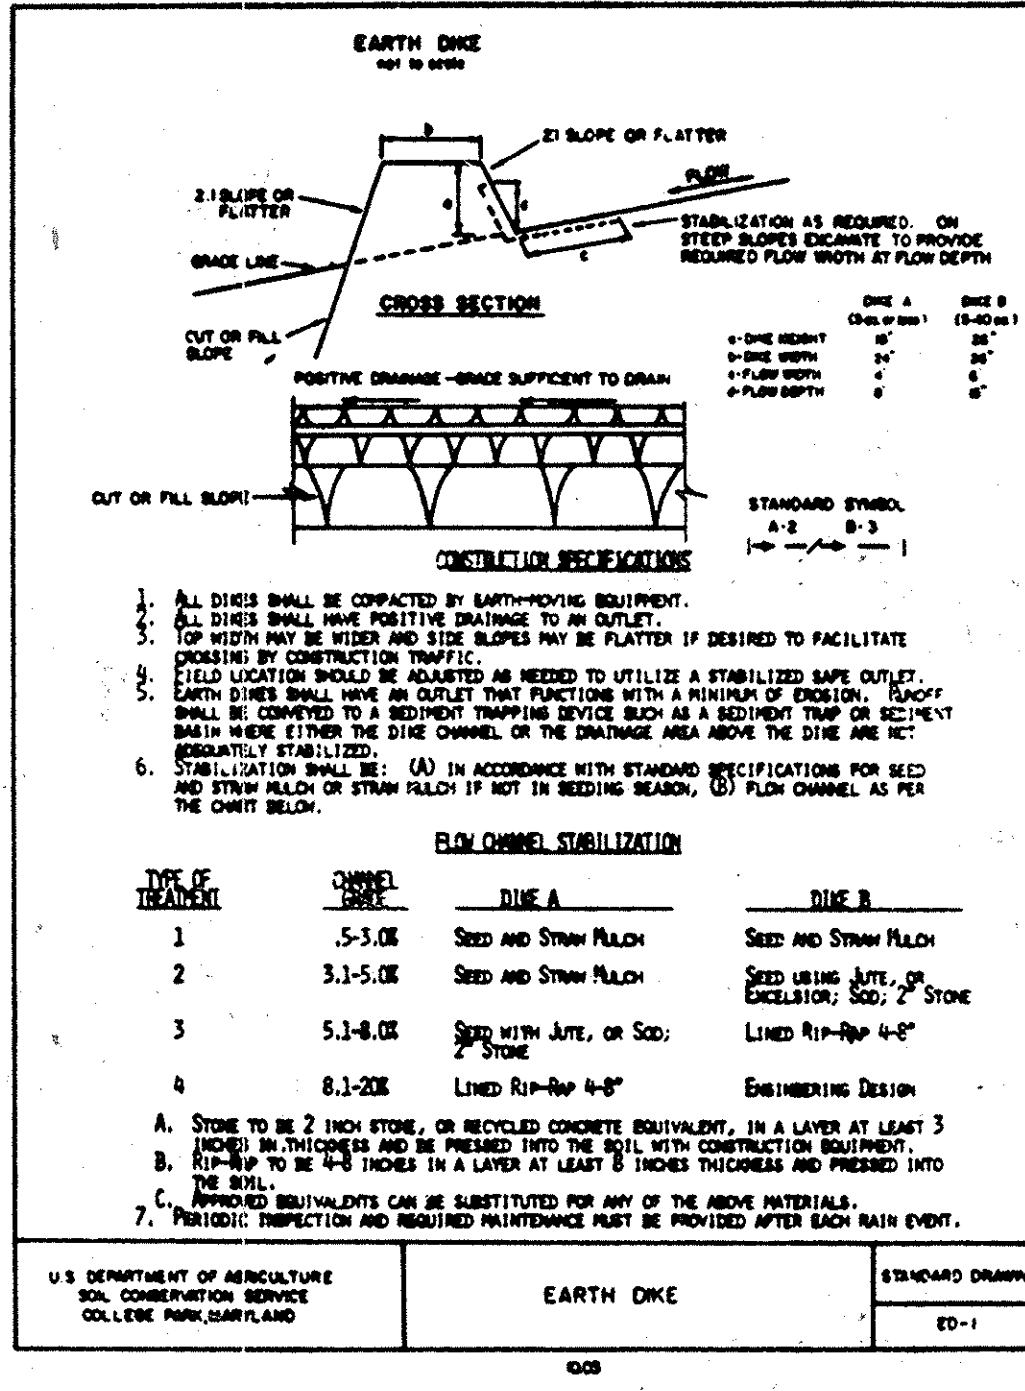 EARTH DIKE
not to scale
b
2:1 SLOPE OR FLATTER
FLOW
2:1 SLOPE OR
FLATTER
STABILIZATION AS REQUIRED. ON
STEEP SLOPES EXCAVATE TO PROVIDE
REQUIRED FLOW WIDTH AT FLOW DEPTH
GRADE LINE
c
CROSS SECTION
CUT OR FILL
SLOPE
DIKE A DIKE B
(5-10 ac.)
a-DIKE HEIGHT 18"
b-DIKE WIDTH 24" 36"
c-FLOW WIDTH 4' 6'
d-FLOW DEPTH 8" 15"
POSITIVE DRAINAGE-GRADE SUFFICIENT TO DRAIN
CUT OR FILL SLOPE
STANDARD SYMBOL
A-2 B-3
CONSTRUCTION SPECIFICATIONS
1. ALL DIKES SHALL BE COMPACTED BY EARTH-MOVING EQUIPMENT.
2. ALL DIKES SHALL HAVE POSITIVE DRAINAGE TO AN OUTLET.
3. TOP WIDTH MAY BE WIDER AND SIDE SLOPES MAY BE FLATTER IF DESIRED TO FACILITATE
CROSSING BY CONSTRUCTION TRAFFIC.
4. FIELD LOCATION SHOULD BE ADJUSTED AS NEEDED TO UTILIZE A STABILIZED SAFE OUTLET.
5. EARTH DIKES SHALL HAVE AN OUTLET THAT FUNCTIONS WITH A MINIMUM OF EROSION. RUNOFF
SHALL BE CONVEYED TO A SEDIMENT TRAPPING DEVICE SUCH AS A SEDIMENT TRAP OR SEDIMENT
BASIN WHERE EITHER THE DIKE CHANNEL OR THE DRAINAGE AREA ABOVE THE DIKE ARE NOT
ADEQUATELY STABILIZED.
6. STABILIZATION SHALL BE: (A) IN ACCORDANCE WITH STANDARD SPECIFICATIONS FOR SEED
AND STRAW MULCH OR STRAW MULCH IF NOT IN SEEDING SEASON, (B) FLOW CHANNEL AS PER
THE CHART BELOW.
FLOW CHANNEL STABILIZATION
TYPE OF TREATMENT CHANNEL GRADE DIKE A DIKE B
1 .5-3.0% SEED AND STRAW MULCH SEED AND STRAW MULCH
2 3.1-5.0% SEED AND STRAW MULCH SEED USING JUTE, OR
EXCELSIOR; SOD; 2" STONE
3 5.1-8.0% SEED WITH JUTE, OR SOD; LINED RIP-RAP 4-8"
2" STONE
4 8.1-20% LINED RIP-RAP 4-8" ENGINEERING DESIGN
A. STONE TO BE 2 INCH STONE, OR RECYCLED CONCRETE EQUIVALENT, IN A LAYER AT LEAST 3
INCHES IN THICKNESS AND BE PRESSED INTO THE SOIL WITH CONSTRUCTION EQUIPMENT.
B. RIP-RAP TO BE 4-8 INCHES IN A LAYER AT LEAST 8 INCHES THICKNESS AND PRESSED INTO
THE SOIL.
C. APPROVED EQUIVALENTS CAN BE SUBSTITUTED FOR ANY OF THE ABOVE MATERIALS.
7. PERIODIC INSPECTION AND REQUIRED MAINTENANCE MUST BE PROVIDED AFTER EACH RAIN EVENT.
U.S. DEPARTMENT OF AGRICULTURE
SOIL CONSERVATION SERVICE
COLLEGE PARK, MARYLAND
EARTH DIKE
STANDARD DRAWIN
ED-1